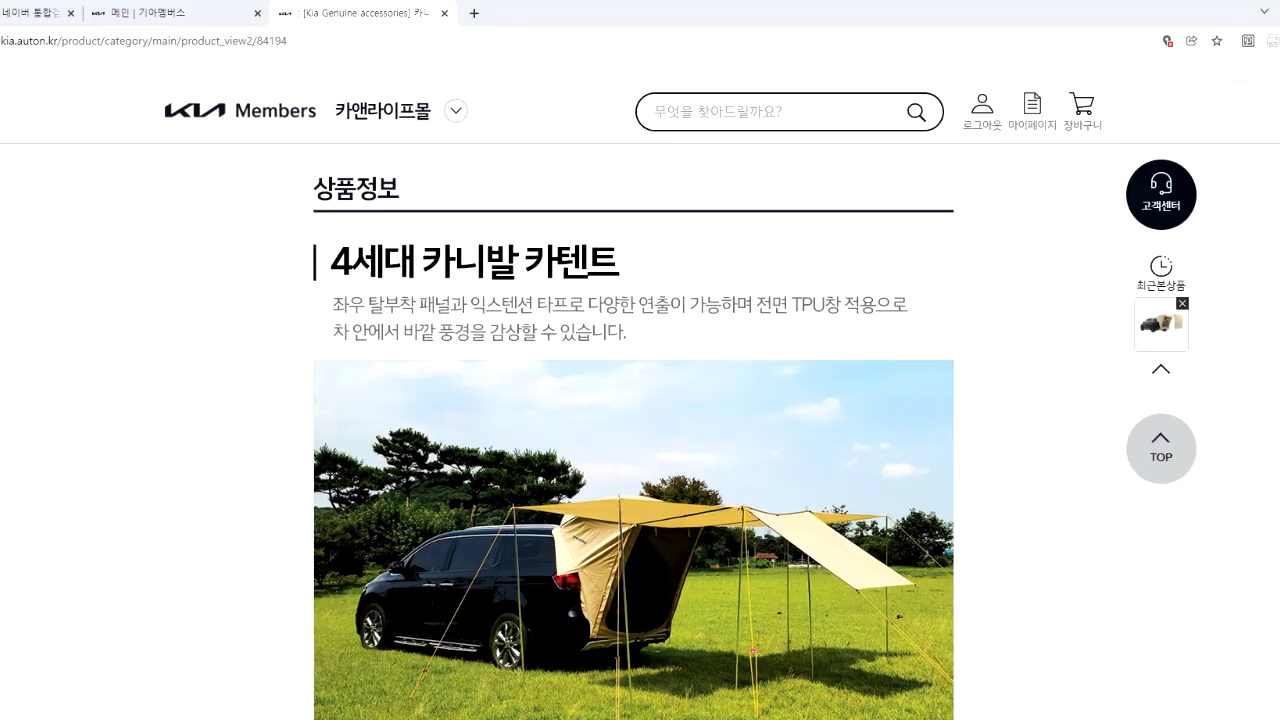 네이버 통합검
메인 | 기아멤버스
: [Kia Genuine accessories] 카니
kia.auton.kr/product/category/main/product_view2/84194
KIA Members 카앤라이프몰
무엇을 찾아드릴까요?
로그아웃 마이페이지 장바구니
상품정보
고객센터
4세대 카니발 카텐트
최근본상품
좌우 탈부착 패널과 익스텐션 타프로 다양한 연출이 가능하며 전면 TPU창 적용으로
차 안에서 바깥 풍경을 감상할 수 있습니다.
TOP